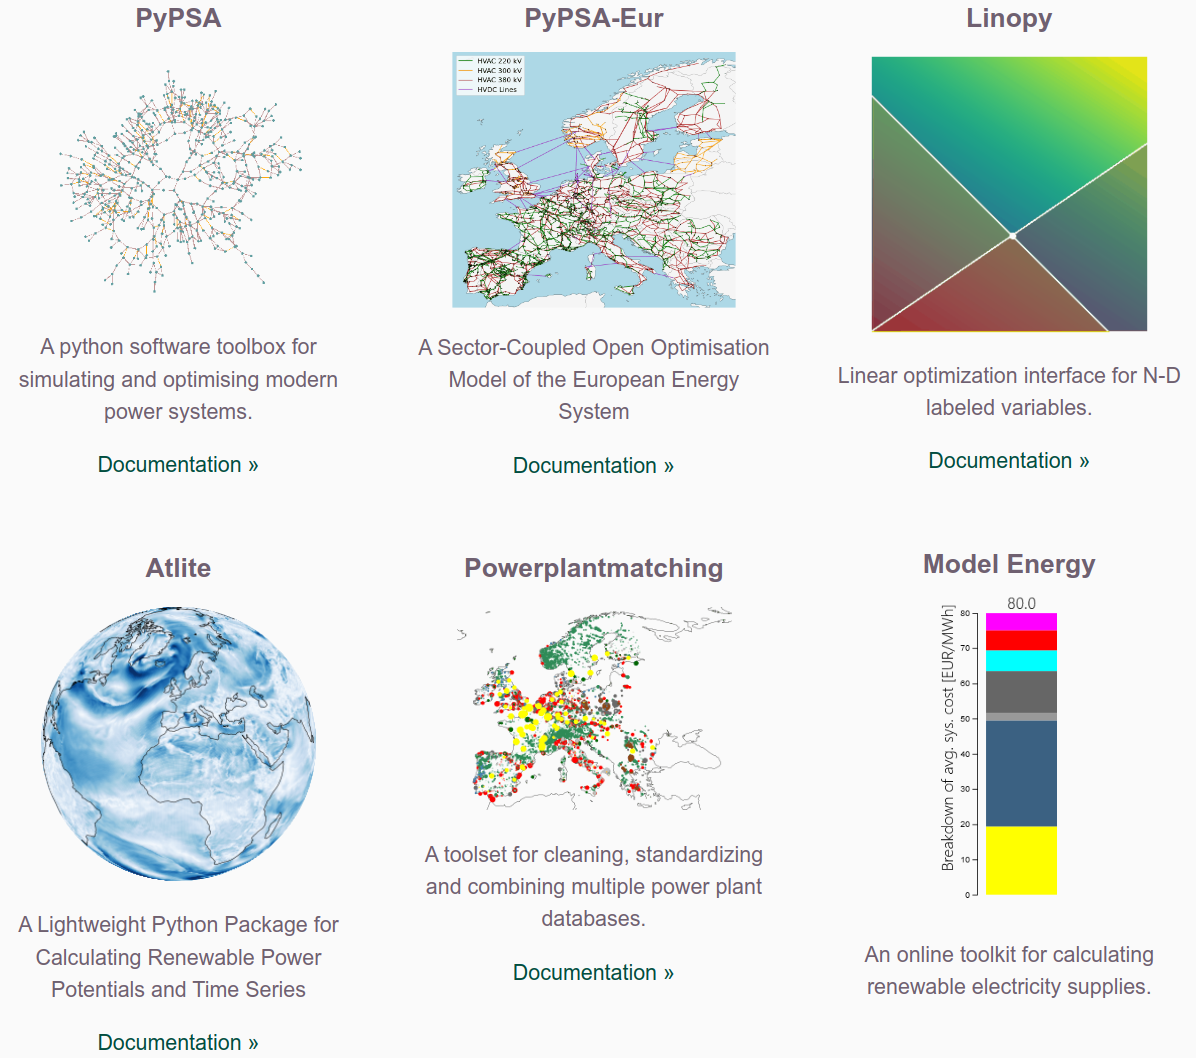 PyPSA
A python software toolbox for
simulating and optimising modern
power systems.
Documentation »
PyPSA-Eur
HVAC 220 kV
HVAC 300 kV
HVAC 380 kV
HVDC Lines
A Sector-Coupled Open Optimisation
Model of the European Energy
System
Documentation »
Linopy
Linear optimization interface for N-D
labeled variables.
Documentation »
Atlite
A Lightweight Python Package for
Calculating Renewable Power
Potentials and Time Series
Documentation »
Powerplantmatching
A toolset for cleaning, standardizing
and combining multiple power plant
databases.
Documentation »
Model Energy
80.0
Breakdown of avg. sys. cost [EUR/MWh]
80
70
60
50
40
30
20
10
0
An online toolkit for calculating
renewable electricity supplies.